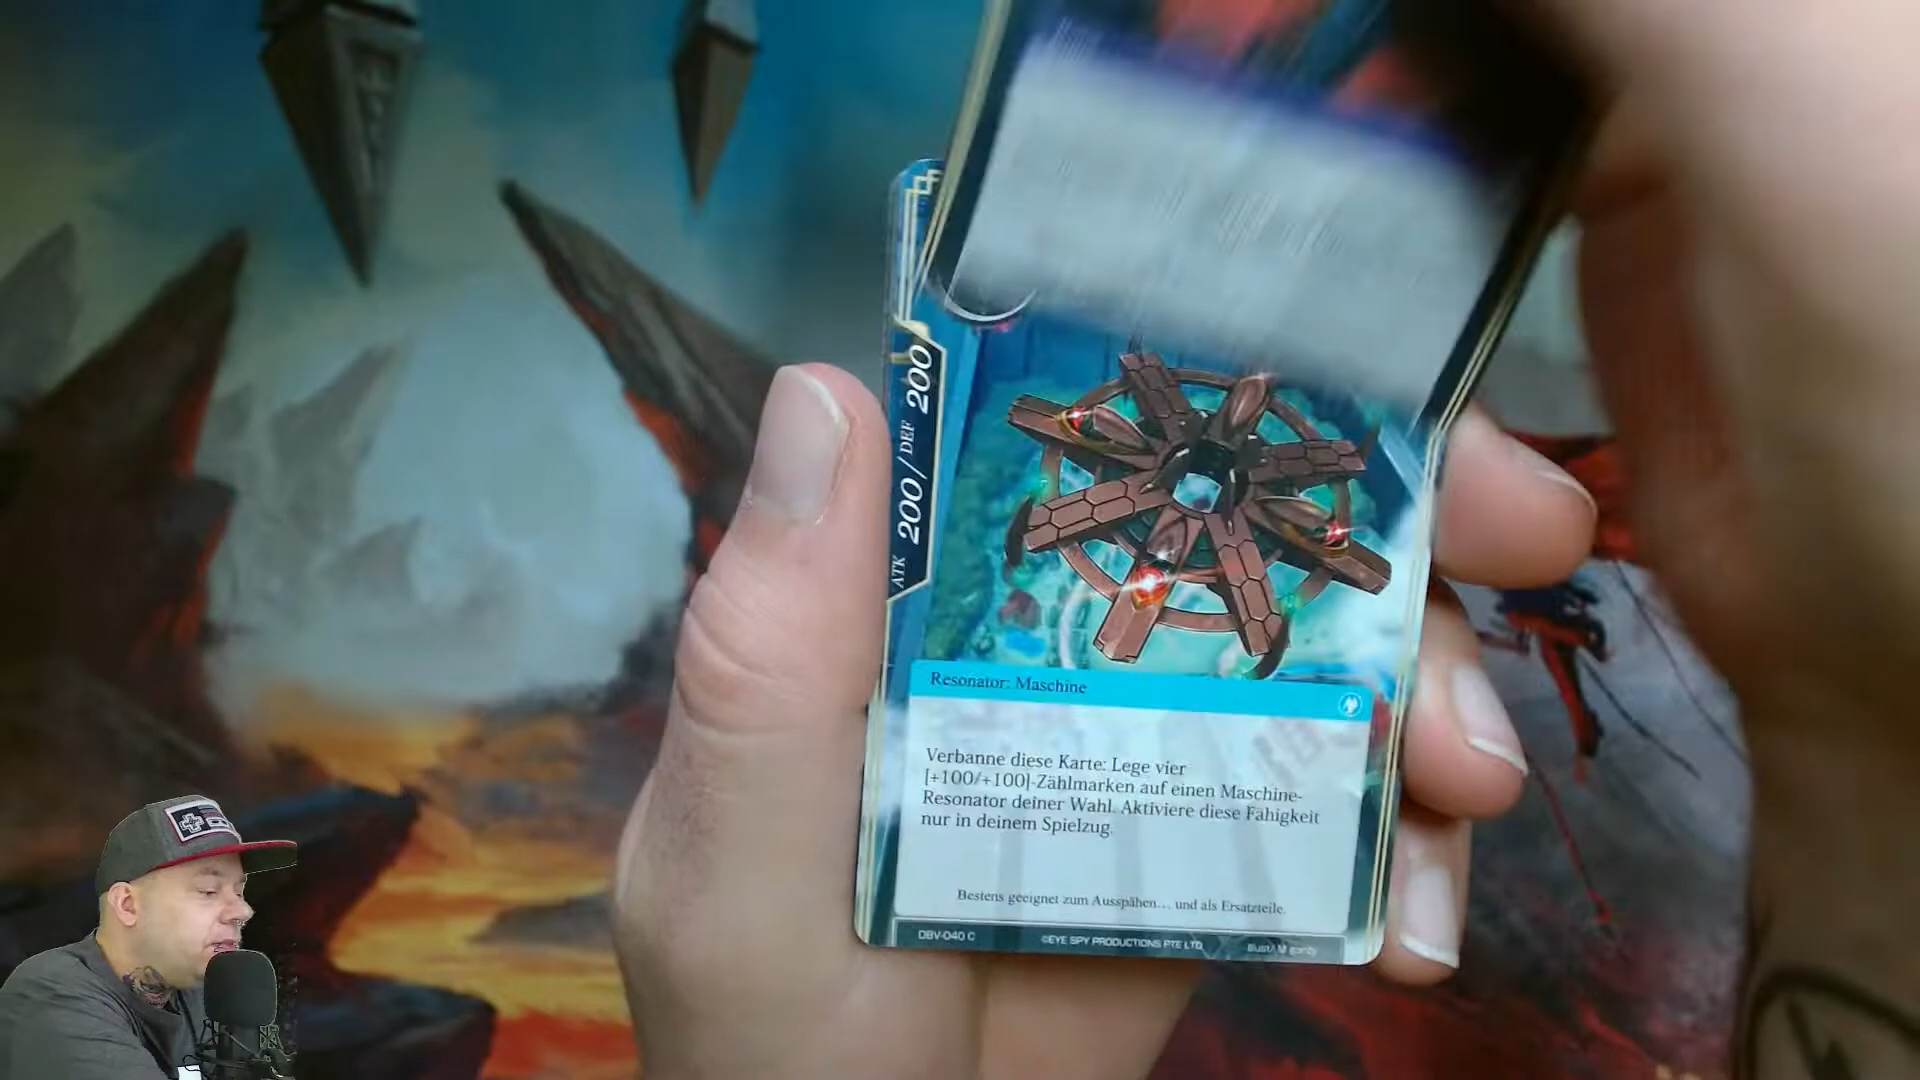 ATK 200/DEF 200
Resonator: Maschine
Verbanne diese Karte: Lege vier
[+100/+100]-Zählmarken auf einen Maschine-
Resonator deiner Wahl. Aktiviere diese Fähigkeit
nur in deinem Spielzug.
Bestens geeignet zum Ausspähen... und als Ersatzteile.
DBV-040 C
©EYE SPY PRODUCTIONS PTE LTD